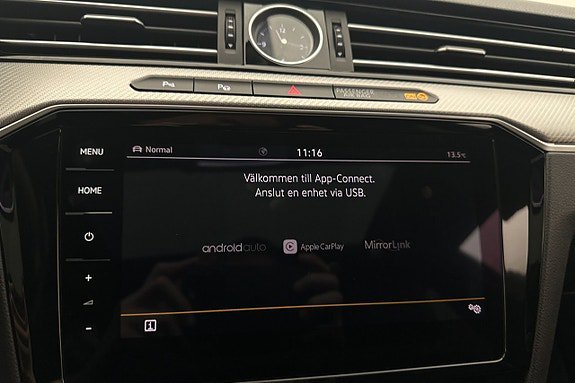 PASSENGER
AIR BAG
MENU
Normal
11:16
13.5°C
HOME
Välkommen till App-Connect.
Anslut en enhet via USB.
androidauto
Apple CarPlay
MirrorLink